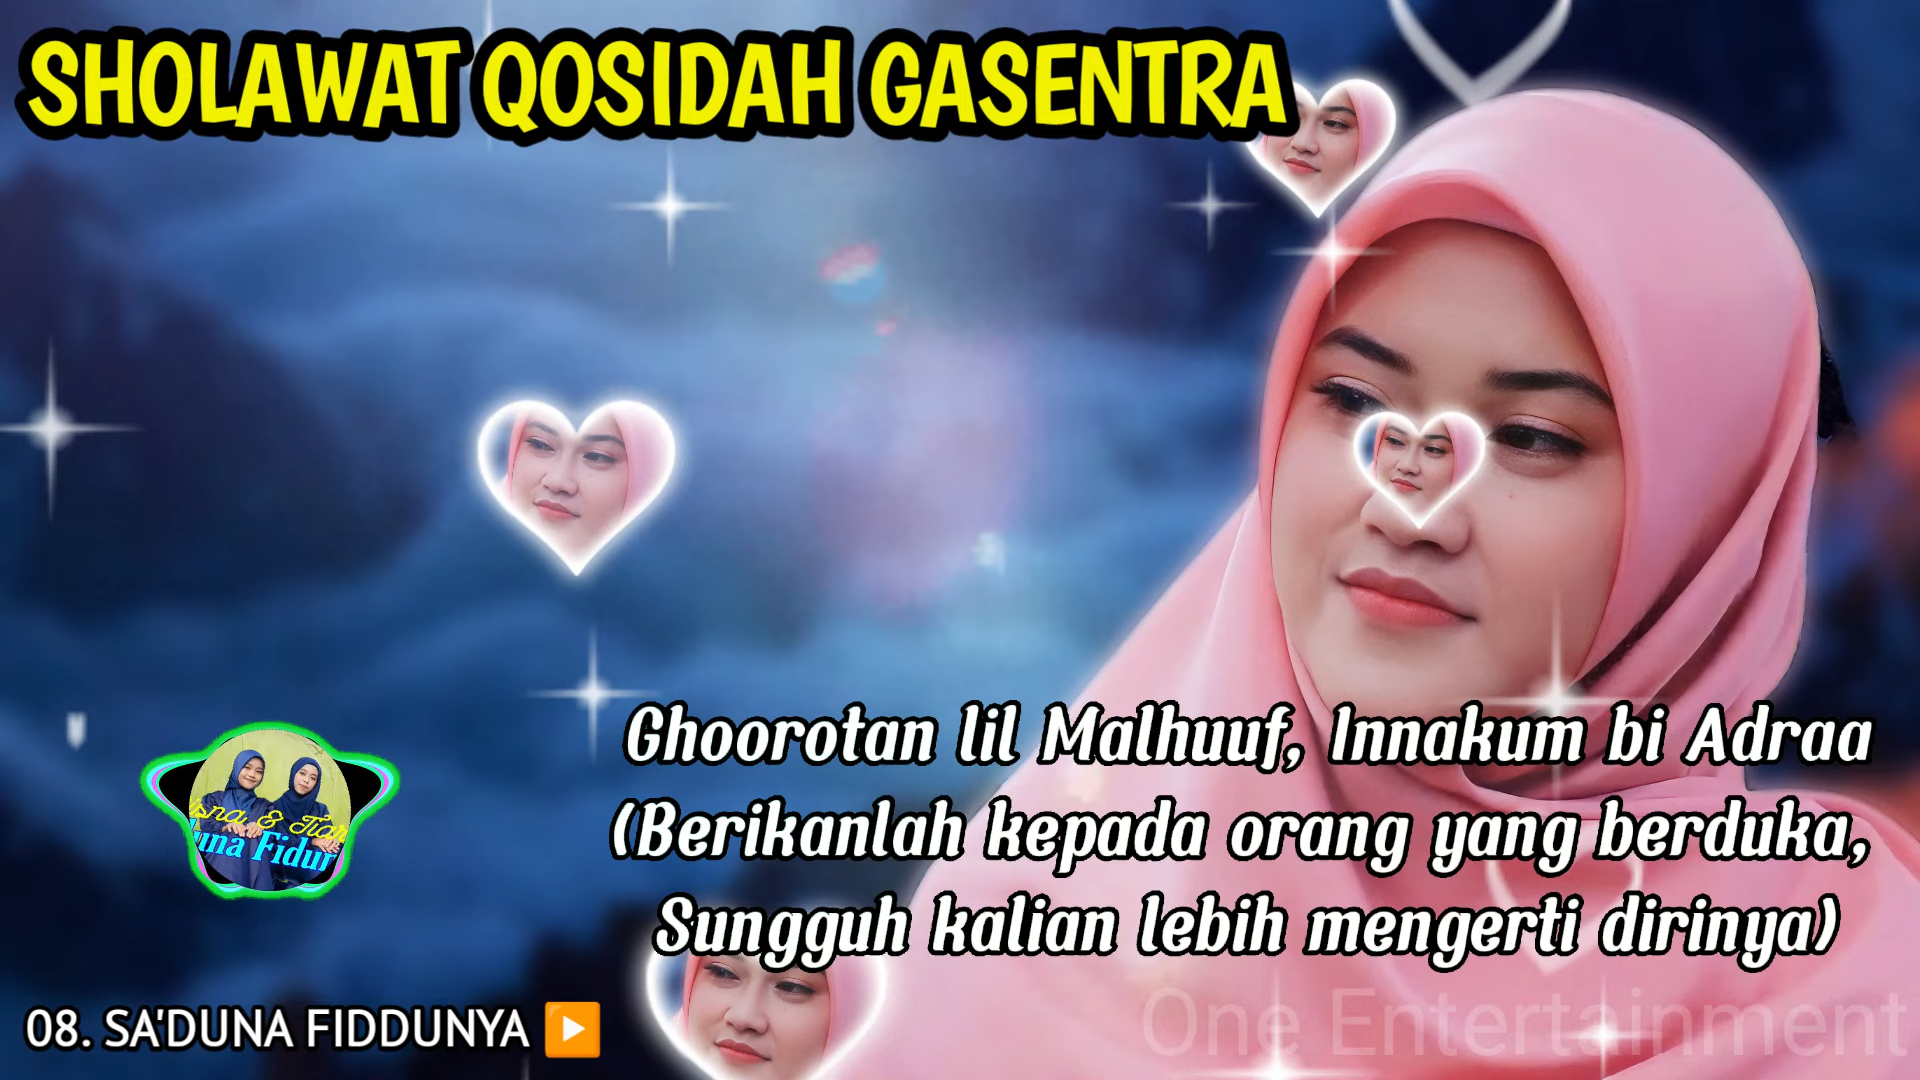 SHOLAWAT QOSIDAH GASENTRA
Ghoorotan lil Malhuuf, Innakum bi Adraa
(Berikanlah kepada orang yang berduka,
Sungguh kalian lebih mengerti dirinya)
08. SA'DUNA FIDDUNYA
One Entertainment